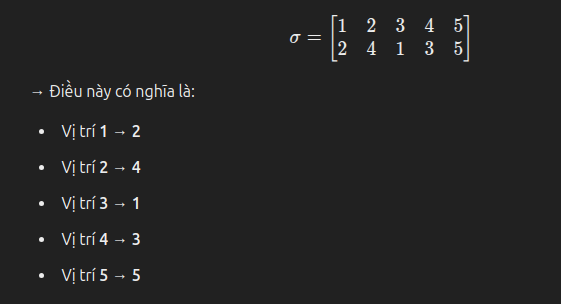 σ = [1 2 3 4 5
2 4 1 3 5]
→ Điều này có nghĩa là:
• Vị trí 1 → 2
• Vị trí 2 → 4
• Vị trí 3 → 1
• Vị trí 4 → 3
• Vị trí 5 → 5